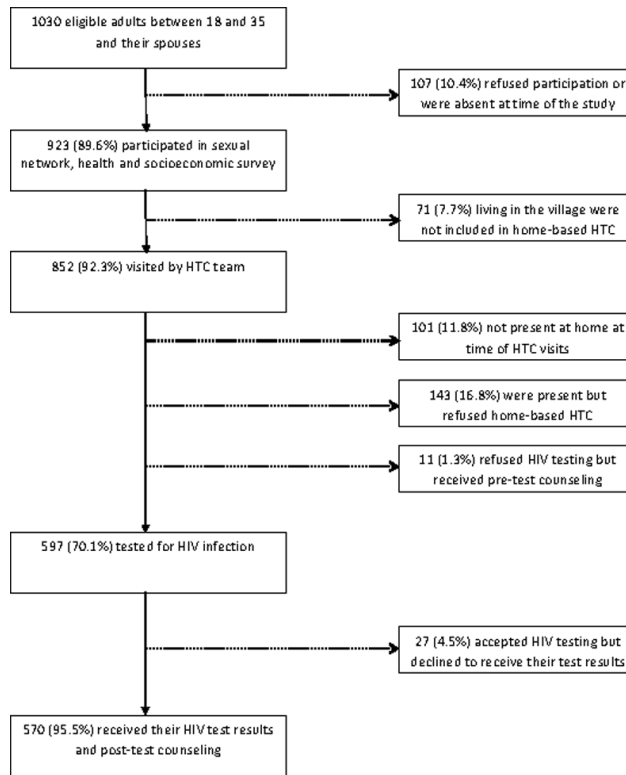 1030 eligible adults between 18 and 35
and their spouses
107 (10.4%) refused participation or
were absent at time of the study
923 (89.6%) participated in sexual
network, health and socioeconomic survey
71 (7.7%) living in the village were
not included in home-based HTC
852 (92.3%) visited by HTC team
101 (11.8%) not present at home at
time of HTC visits
143 (16.8%) were present but
refused home-based HTC
11 (1.3%) refused HIV testing but
received pre-test counseling
597 (70.1%) tested for HIV infection
27 (4.5%) accepted HIV testing but
declined to receive their test results
570 (95.5%) received their HIV test results
and post-test counseling